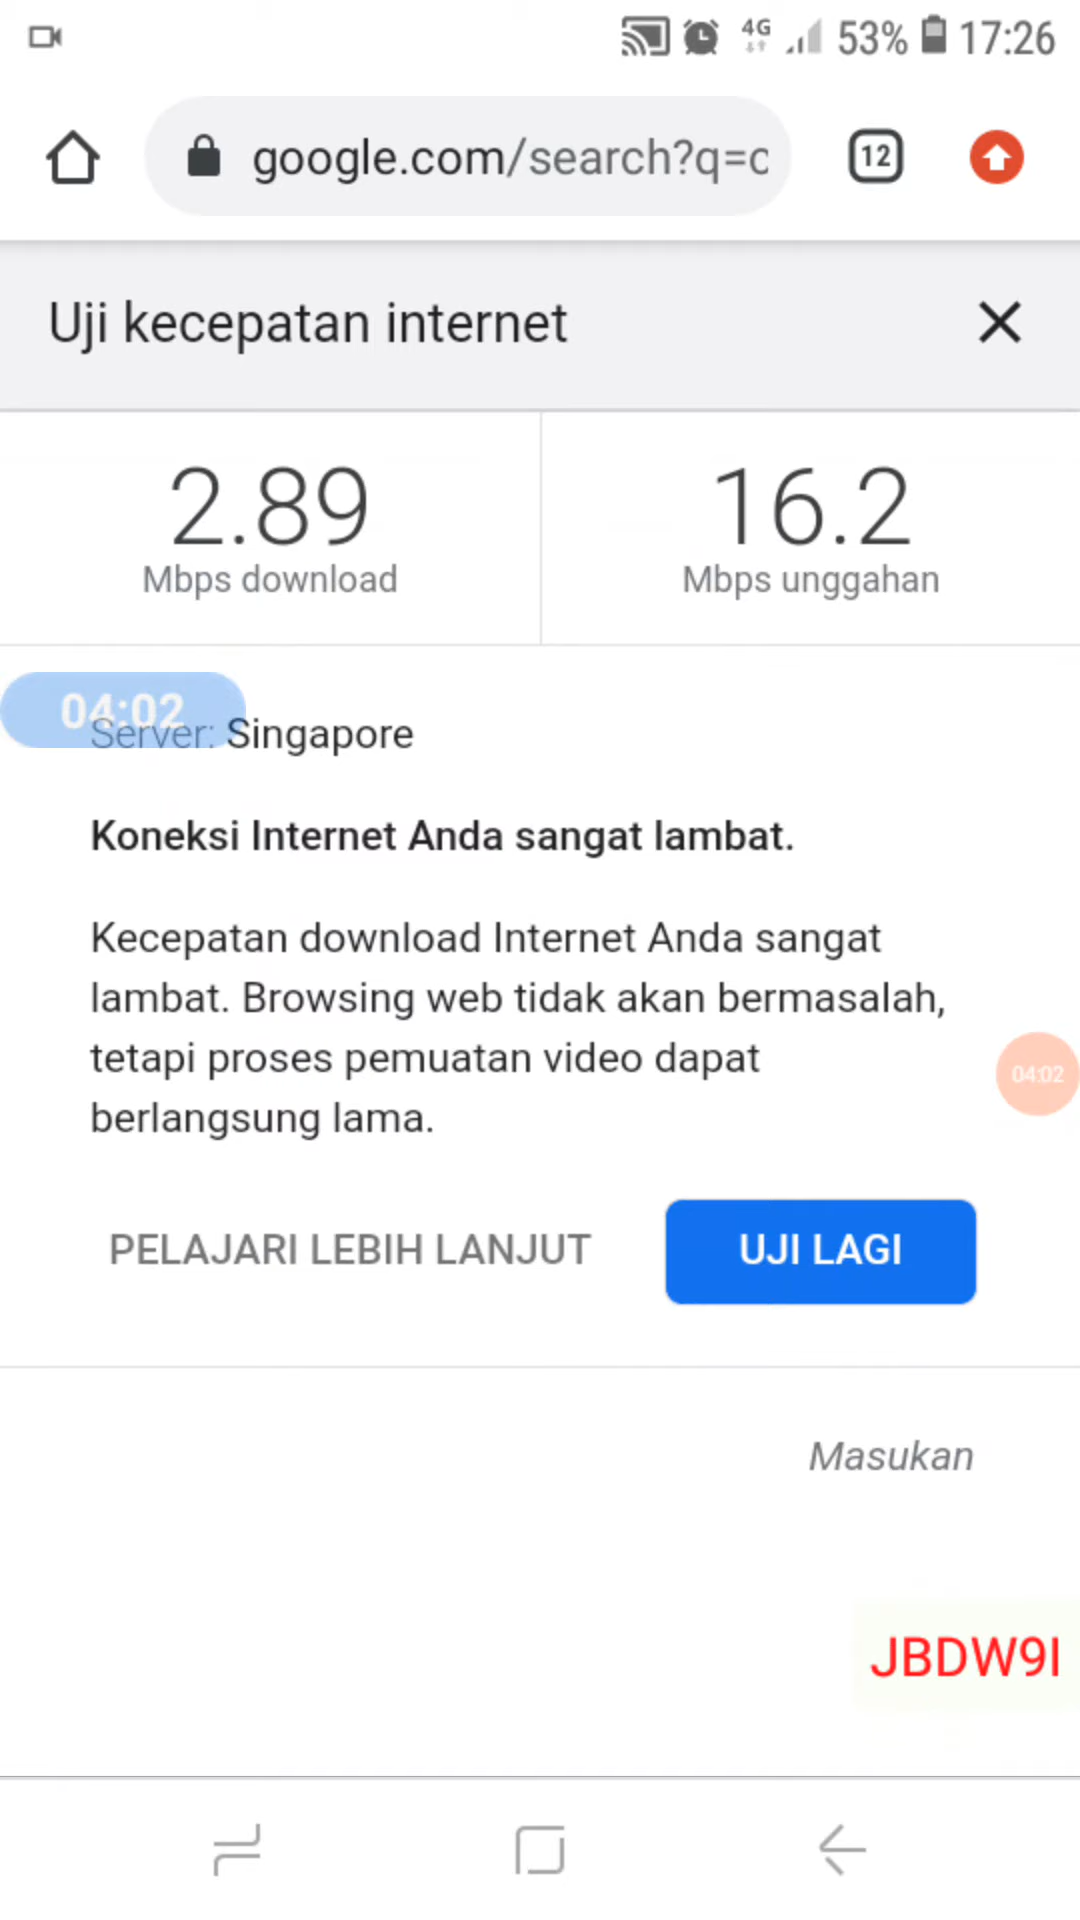 4G 53% 17:26
google.com/search?q=c
12
Uji kecepatan internet
2.89
Mbps download
16.2
Mbps unggahan
04:02
Server: Singapore
Koneksi Internet Anda sangat lambat.
Kecepatan download Internet Anda sangat
lambat. Browsing web tidak akan bermasalah,
tetapi proses pemuatan video dapat
berlangsung lama.
04:02
PELAJARI LEBIH LANJUT
UJI LAGI
Masukan
JBDW9I